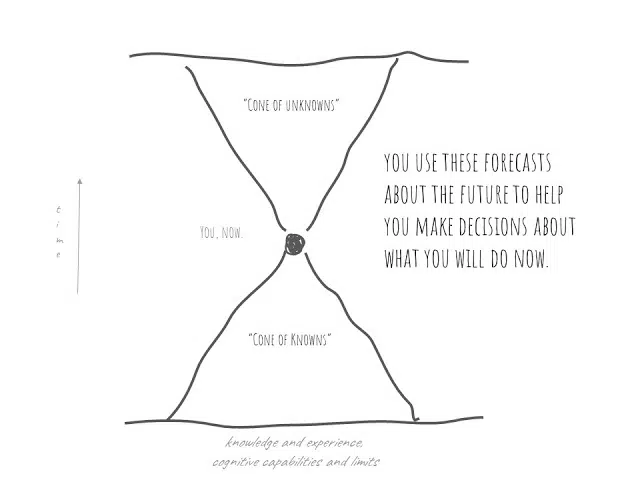 "Cone of unknowns"
YOU USE THESE FORECASTS
ABOUT THE FUTURE TO HELP
YOU MAKE DECISIONS ABOUT
WHAT YOU WILL DO NOW.
time
You, now.
"Cone of Knowns"
knowledge and experience,
cognitive capabilities and limits